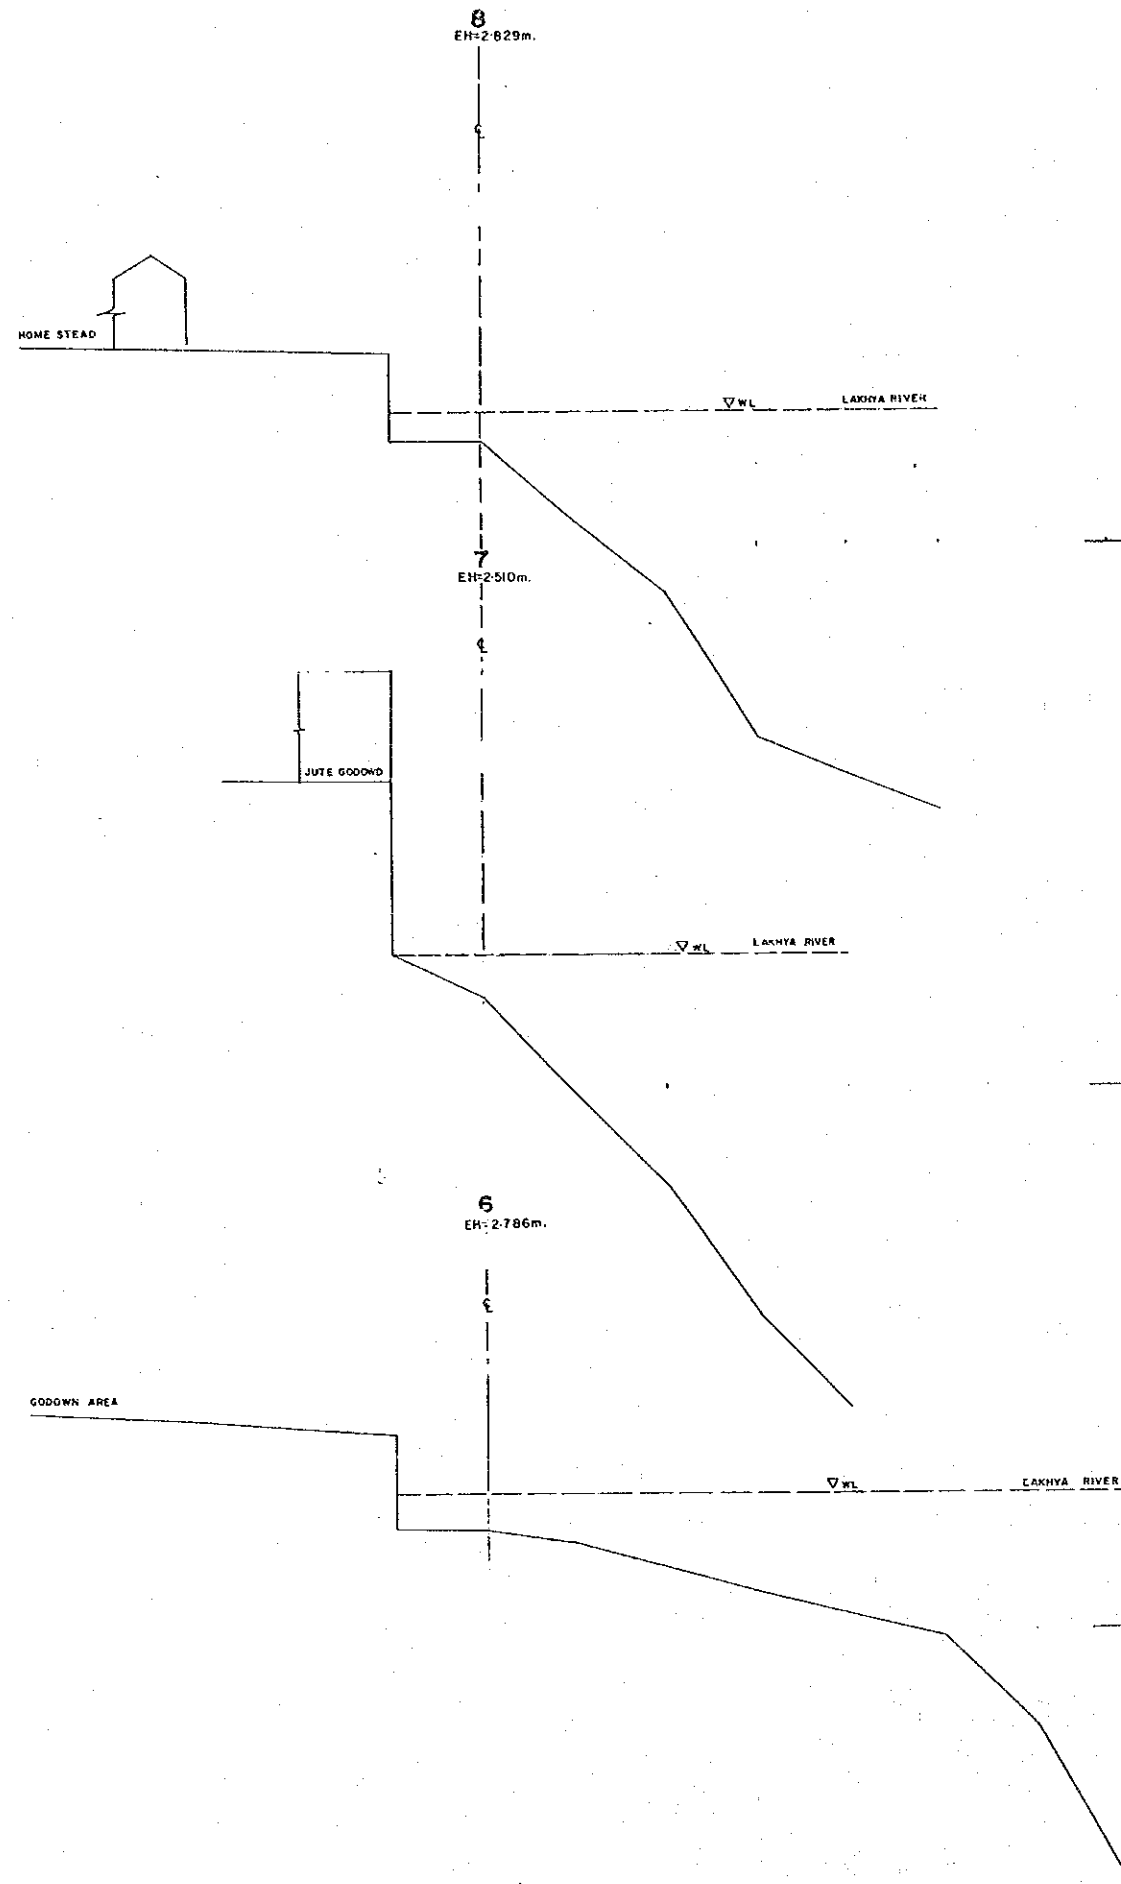 8
EH=2·829m.
℄
HOME STEAD
WL
LAKHYA RIVER
7
EH=2·510m.
℄
JUTE GODOWD
WL
LAKHYA RIVER
6
EH=2·786m.
℄
GODOWN AREA
WL
LAKHYA RIVER